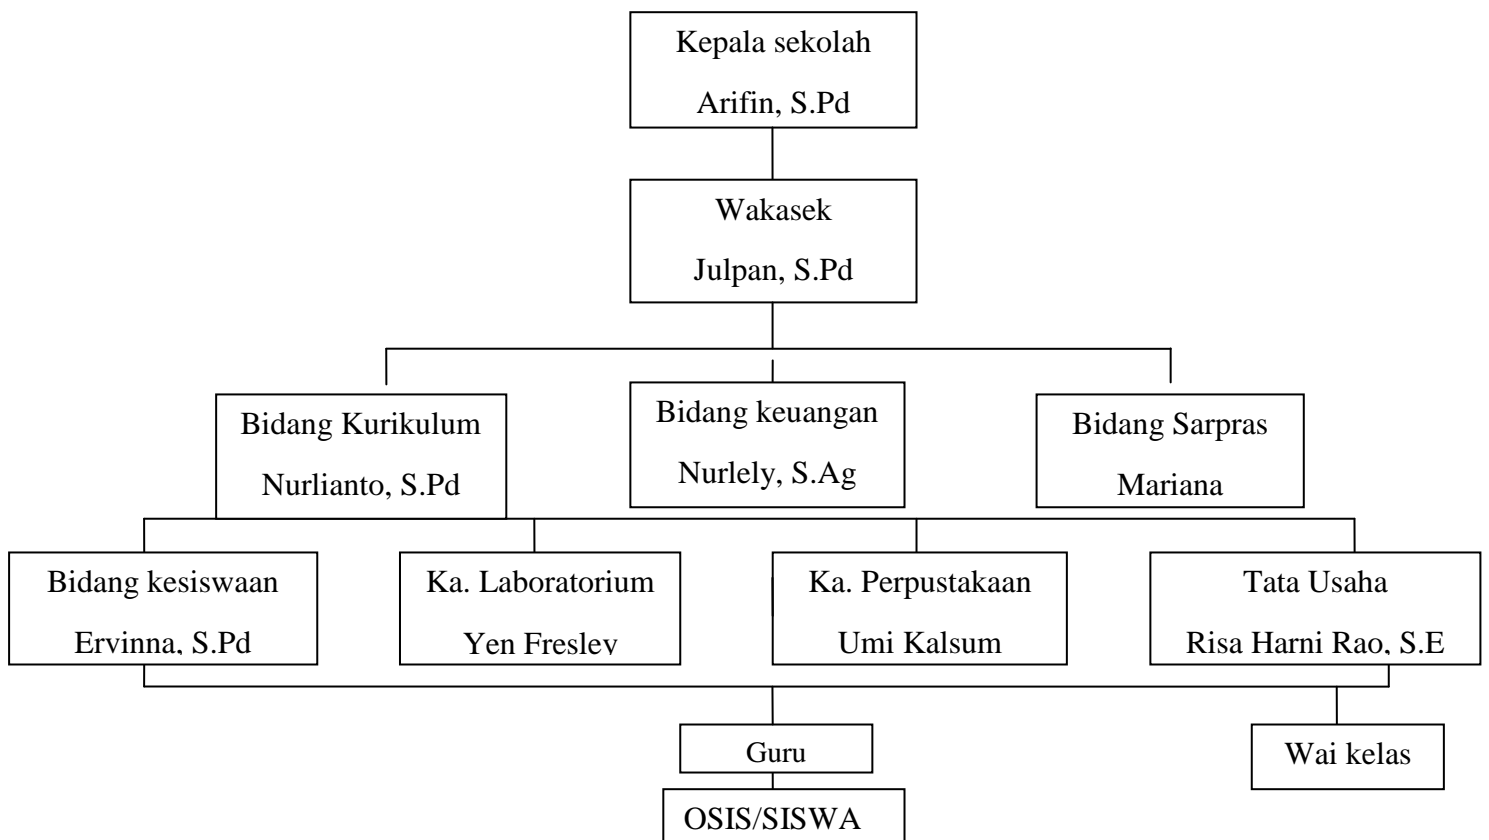 Kepala sekolah
Arifin, S.Pd
Wakasek
Julpan, S.Pd
Bidang Kurikulum
Nurlianto, S.Pd
Bidang keuangan
Nurlely, S.Ag
Bidang Sarpras
Mariana
Bidang kesiswaan
Ervinna, S.Pd
Ka. Laboratorium
Yen Fresley
Ka. Perpustakaan
Umi Kalsum
Tata Usaha
Risa Harni Rao, S.E
Guru
Wai kelas
OSIS/SISWA